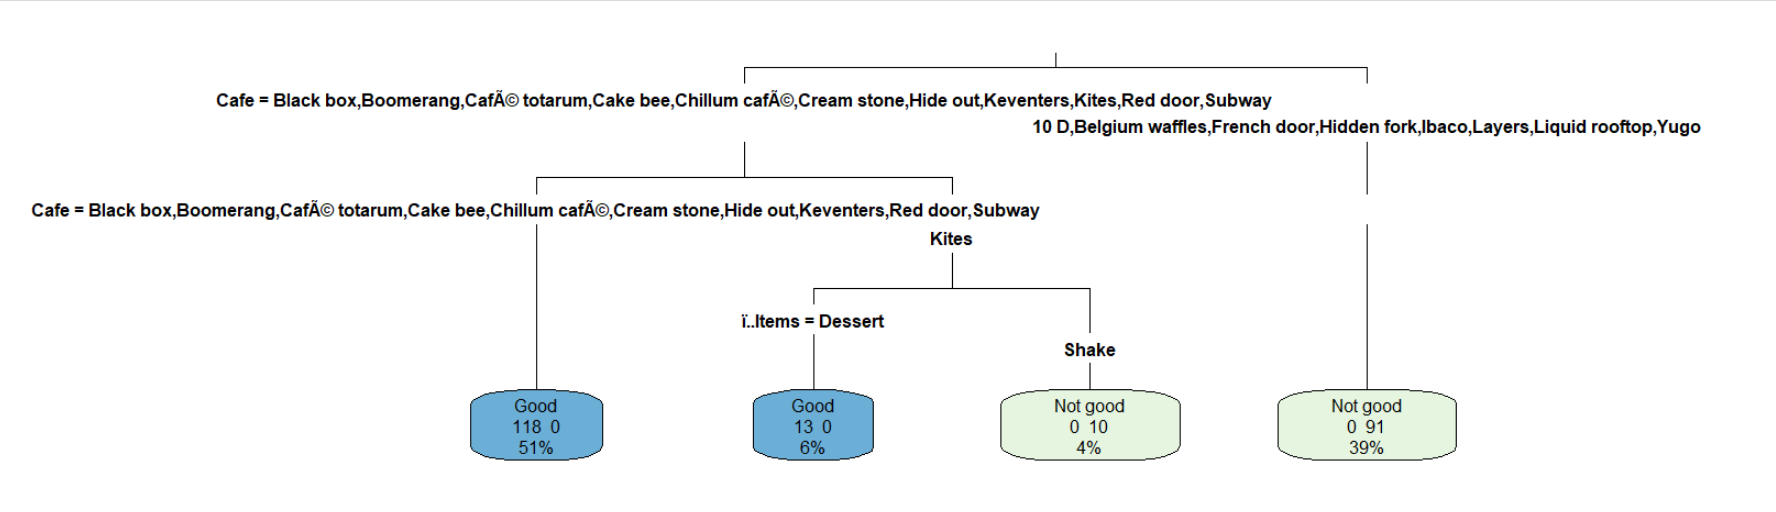 Cafe = Black box,Boomerang,CafÃ© totarum,Cake bee,Chillum cafÃ©,Cream stone,Hide out,Keventers,Kites,Red door,Subway
10 D,Belgium waffles,French door,Hidden fork,Ibaco,Layers,Liquid rooftop,Yugo
Cafe = Black box,Boomerang,CafÃ© totarum,Cake bee,Chillum cafÃ©,Cream stone,Hide out,Keventers,Red door,Subway
Kites
ï..Items = Dessert
Shake
Good
118 0
51%
Good
13 0
6%
Not good
0 10
4%
Not good
0 91
39%